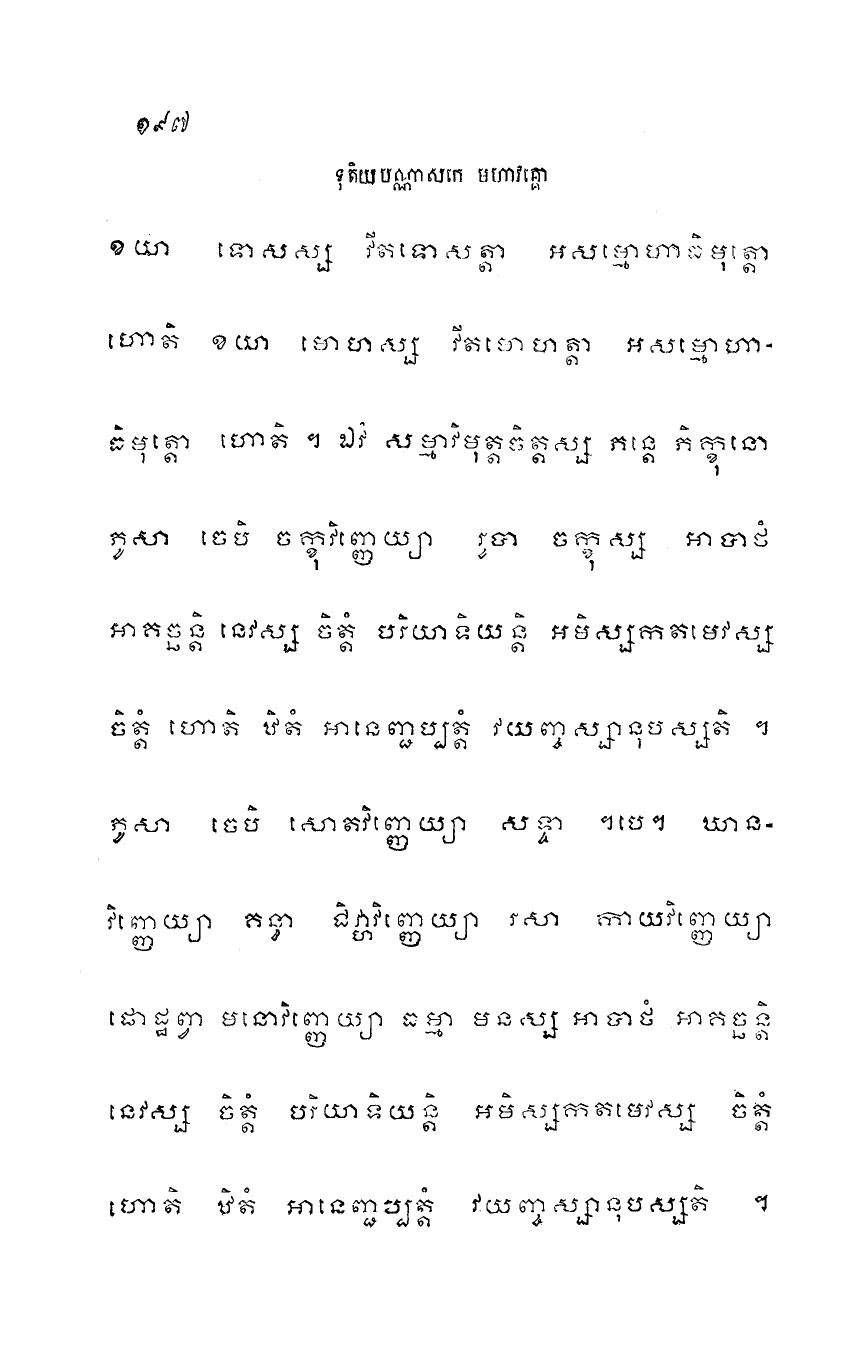 ១៩៧
ទុតិយបណ្ណាសកេ មហាវគ្គោ
ខយា ទោសស្ស វីតទោសត្តា អសម្មោហាធិមុត្តោ
ហោតិ ខយា មោហស្ស វីតមោហត្តា អសម្មោហា-
ធិមុត្តោ ហោតិ ។ ឯវំ សម្មាវិមុត្តចិត្តស្ស ភន្តេ ភិក្ខុនោ
ភូសា ចេបិ ចក្ខុវិញ្ញេយ្យា រូបា ចក្ខុស្ស អាបាថំ
អាគច្ឆន្តិ នេវស្ស ចិត្តំ បរិយាទិយន្តិ អមិស្សកតមេវស្ស
ចិត្តំ ហោតិ ឋិតំ អានេញ្ជប្បត្តំ វយញ្ចស្សានុបស្សតិ ។
ភូសា ចេបិ សោតវិញ្ញេយ្យា សទ្ទា ។បេ។ ឃាន-
វិញ្ញេយ្យា គន្ធា ជិវ្ហាវិញ្ញេយ្យា រសា កាយវិញ្ញេយ្យា
ផោដ្ឋព្វា មនោវិញ្ញេយ្យា ធម្មា មនស្ស អាបាថំ អាគច្ឆន្តិ
នេវស្ស ចិត្តំ បរិយាទិយន្តិ អមិស្សកតមេវស្ស ចិត្តំ
ហោតិ ឋិតំ អានេញ្ជប្បត្តំ វយញ្ចស្សានុបស្សតិ ។